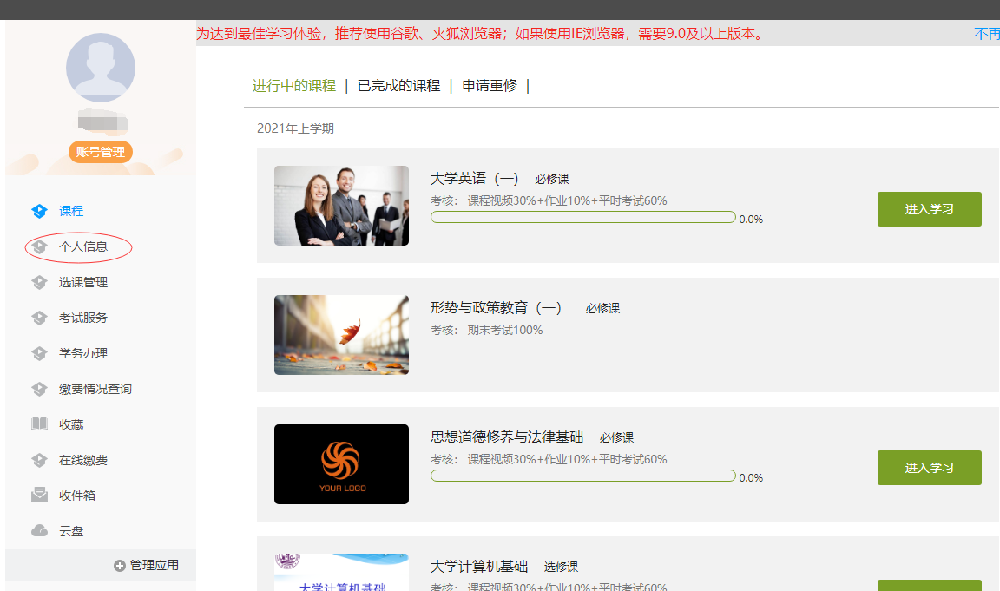 为达到最佳学习体验，推荐使用谷歌、火狐浏览器；如果使用IE浏览器，需要9.0及以上版本。 不再
账号管理
课程
个人信息
选课管理
考试服务
学务办理
缴费情况查询
收藏
在线缴费
收件箱
云盘
管理应用
进行中的课程 | 已完成的课程 | 申请重修 |
2021年上学期
大学英语（一） 必修课
考核： 课程视频30%+作业10%+平时考试60%
0.0%
进入学习
形势与政策教育（一） 必修课
考核： 期末考试100%
YOUR LOGO
思想道德修养与法律基础 必修课
考核： 课程视频30%+作业10%+平时考试60%
0.0%
进入学习
大学计算机基础
大学计算机基础 选修课
考核： 课程视频30%+作业10%+平时考试60%